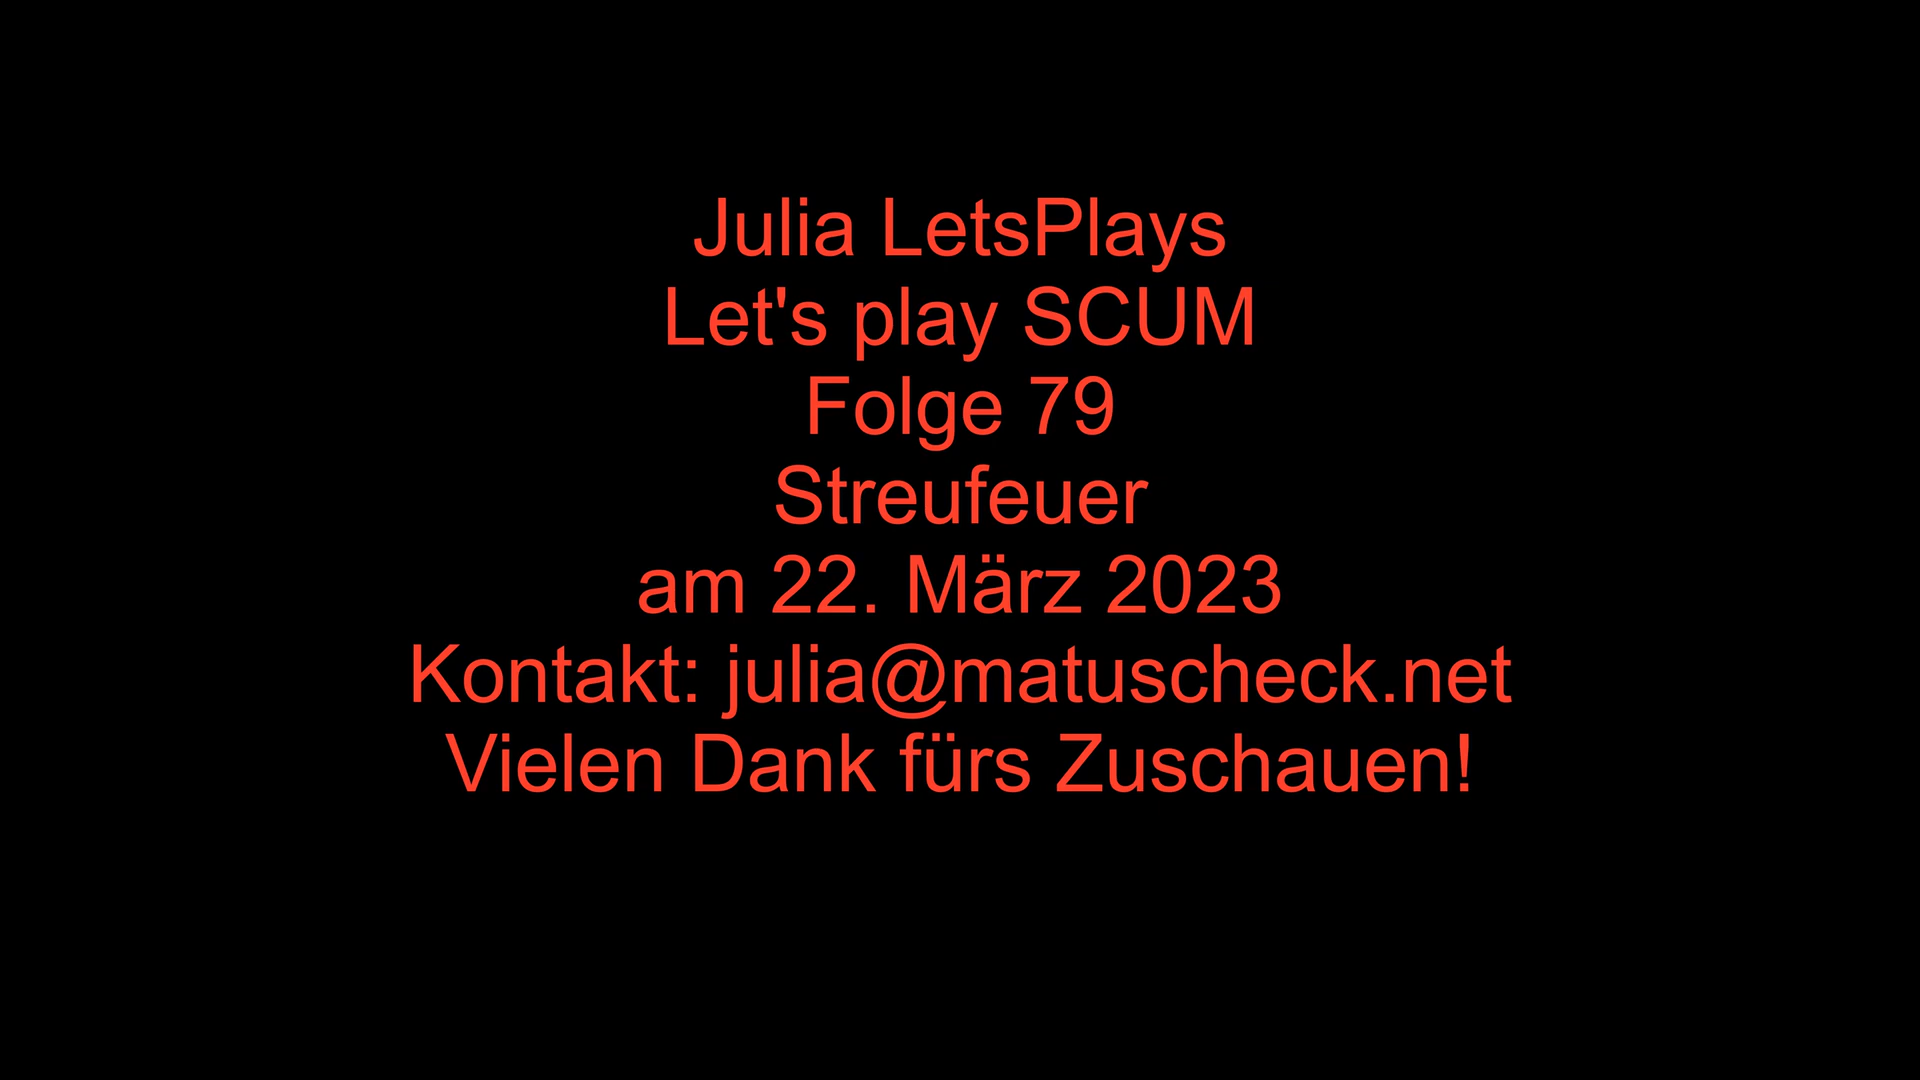 Julia LetsPlays
Let's play SCUM
Folge 79
Streufeuer
am 22. März 2023
Kontakt: julia@matuscheck.net
Vielen Dank fürs Zuschauen!